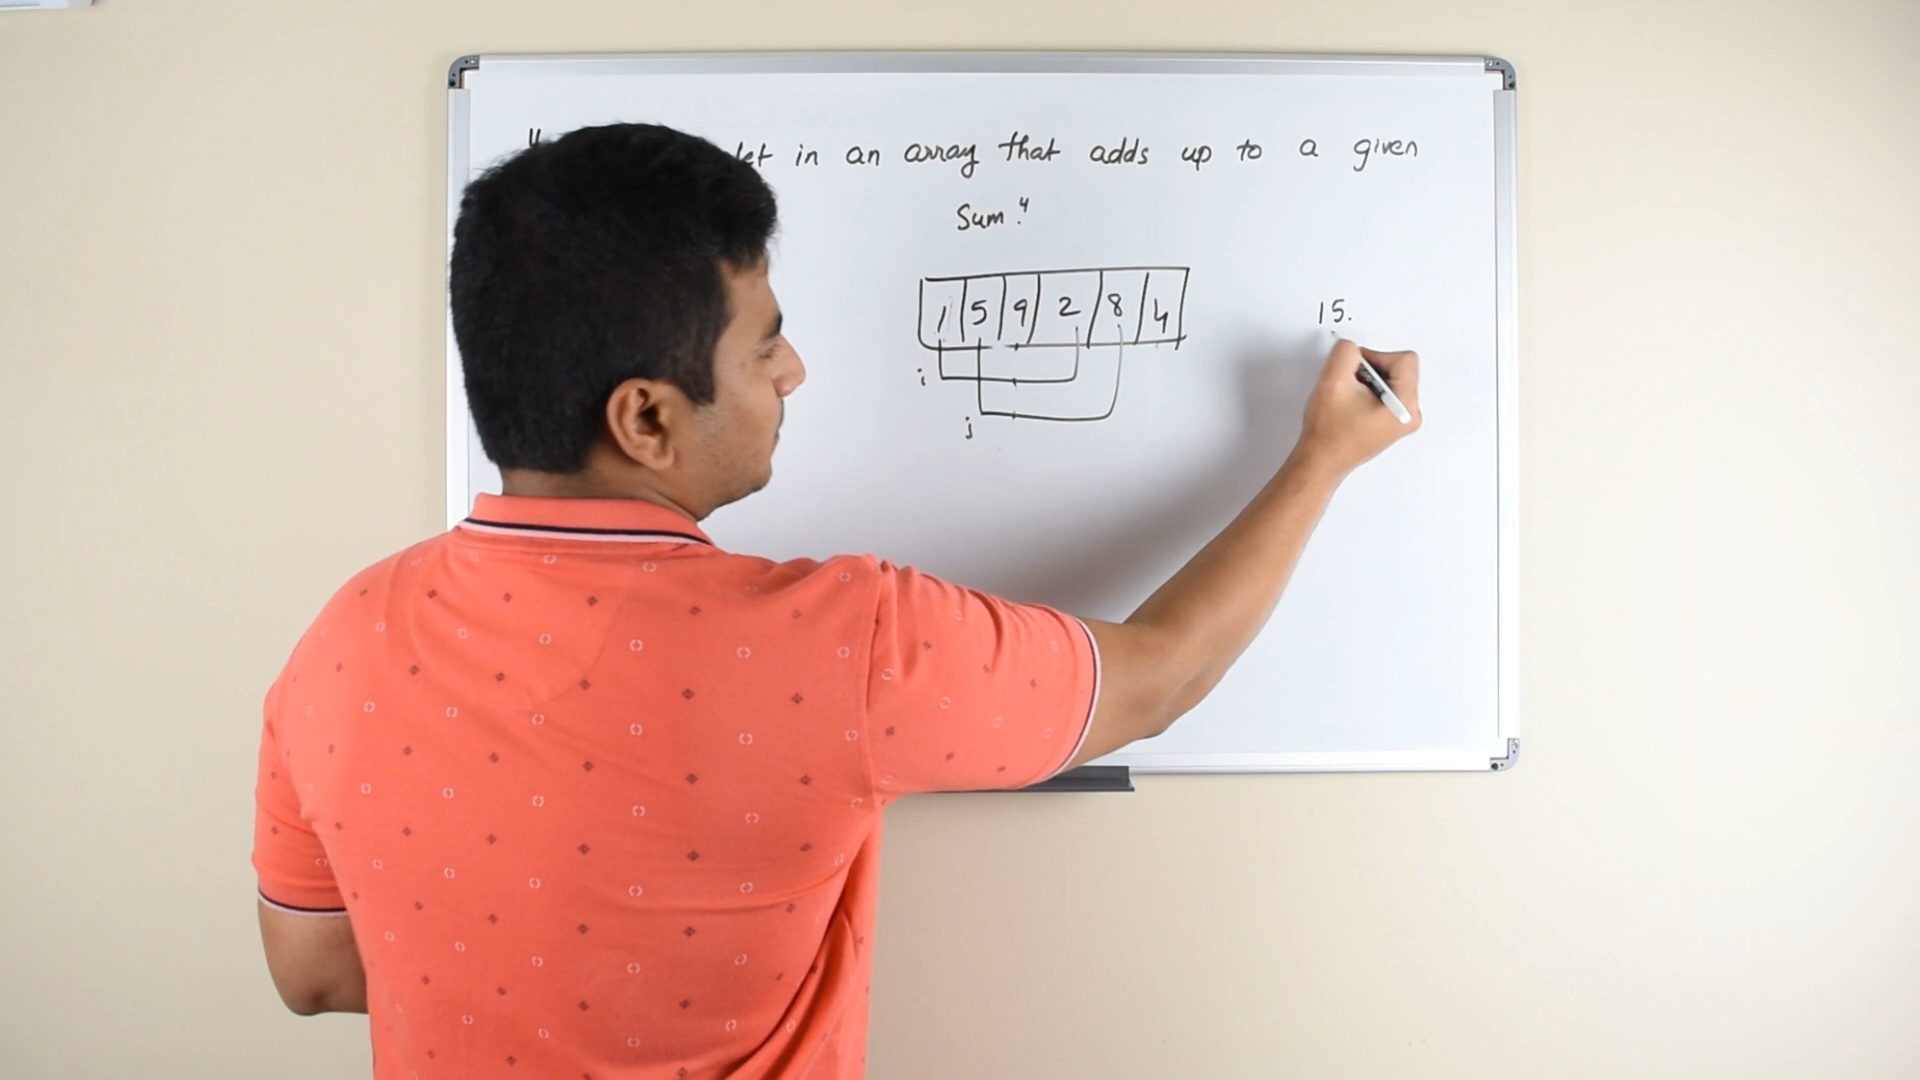 in an array that adds up to a given
Sum."
1 5 9 2 8 4
15.
i
j